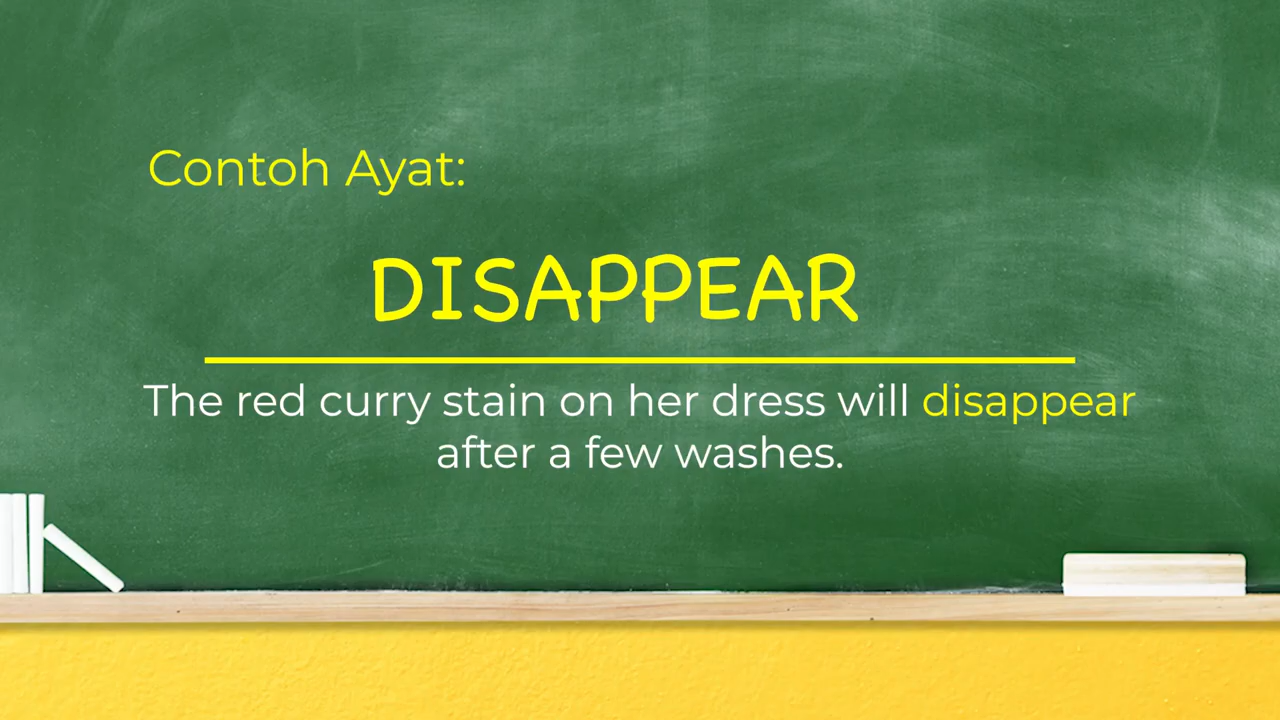 Contoh Ayat:
DISAPPEAR
The red curry stain on her dress will disappear
after a few washes.